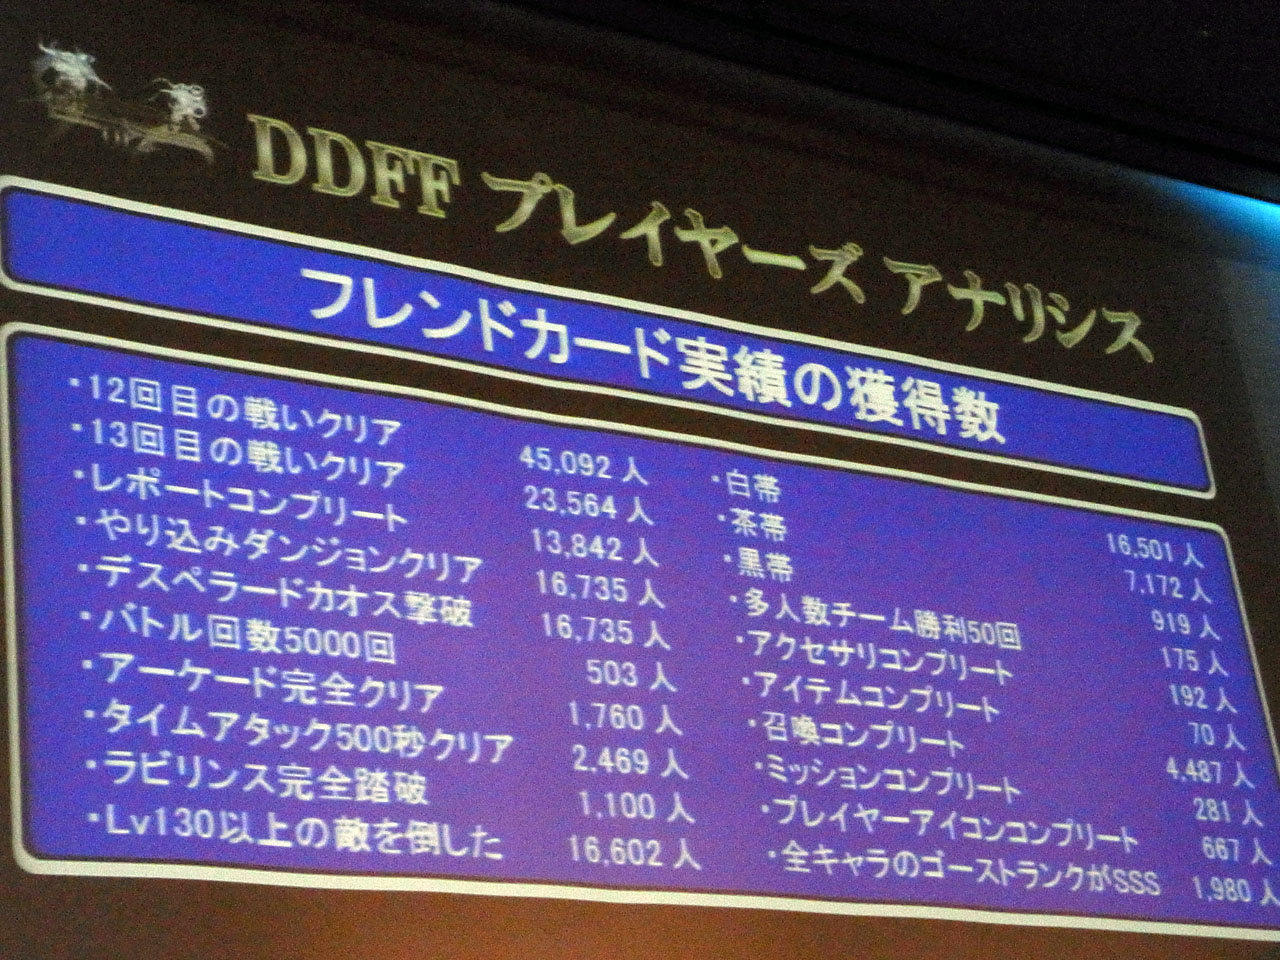 DDFF プレイヤーズ アナリシス
フレンドカード実績の獲得数
・12回目の戦いクリア 45,092 人
・13回目の戦いクリア 23,564 人
・レポートコンプリート 13,842 人
・やり込みダンジョンクリア 16,735 人
・デスペラードカオス撃破 16,735 人
・バトル回数5000回 503 人
・アーケード完全クリア 1,760 人
・タイムアタック500秒クリア 2,469 人
・ラビリンス完全踏破 1,100 人
・Lv130以上の敵を倒した 16,602 人
・白帯 16,501 人
・茶帯 7,172 人
・黒帯 919 人
・多人数チーム勝利50回 175 人
・アクセサリコンプリート 192 人
・アイテムコンプリート 70 人
・召喚コンプリート 4,487 人
・ミッションコンプリート 281 人
・プレイヤーアイコンコンプリート 667 人
・全キャラのゴーストランクがSSS 1,980 人